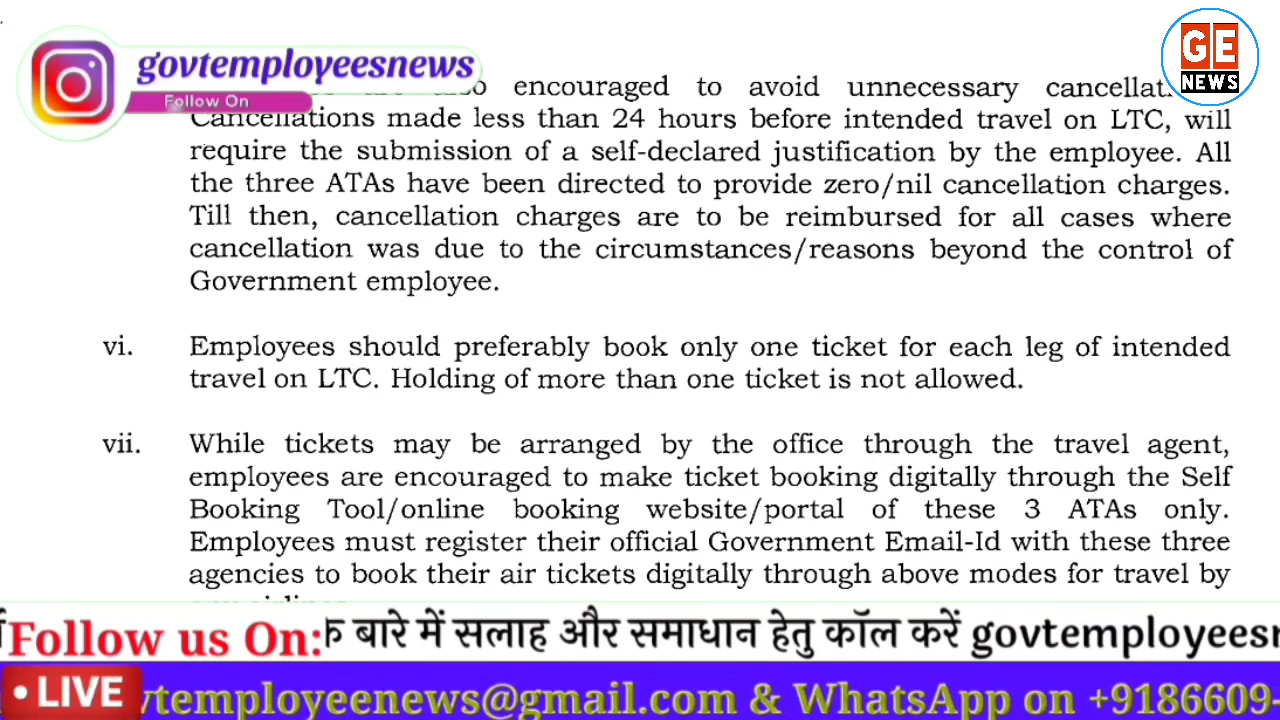 govtemployeesnews
Follow On
GE
NEWS
encouraged to avoid unnecessary
Cancellations made less than 24 hours before intended travel on LTC, will
require the submission of a self-declared justification by the employee. All
the three ATAs have been directed to provide zero/nil cancellation charges.
Till then, cancellation charges are to be reimbursed for all cases where
cancellation was due to the circumstances/reasons beyond the control of
Government employee.
vi. Employees should preferably book only one ticket for each leg of intended
travel on LTC. Holding of more than one ticket is not allowed.
vii. While tickets may be arranged by the office through the travel agent,
employees are encouraged to make ticket booking digitally through the Self
Booking Tool/online booking website/portal of these 3 ATAs only.
Employees must register their official Government Email-Id with these three
agencies to book their air tickets digitally through above modes for travel by
Follow us On: बारे में सलाह और समाधान हेतु कॉल करें govtemployees
• LIVE vtemployeenews@gmail.com & WhatsApp on +9186609-